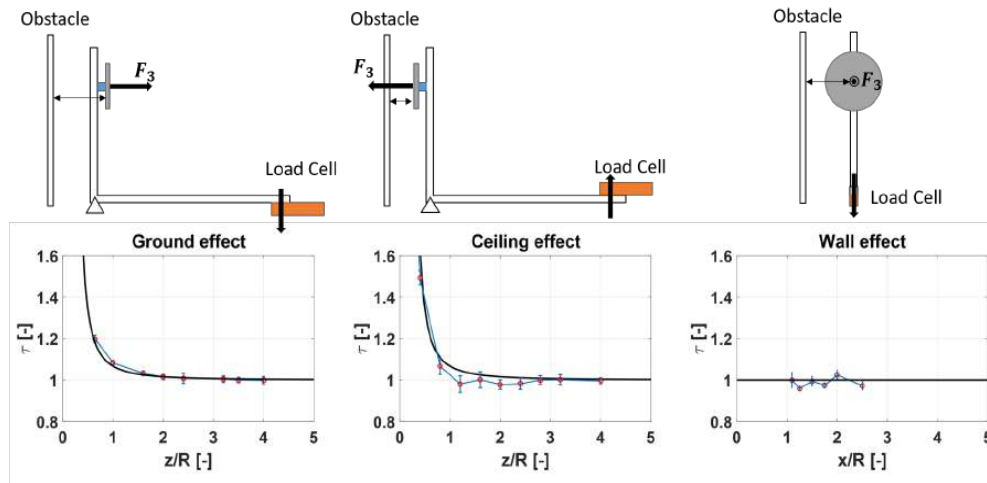 Obstacle
F₃
Load Cell
Obstacle
F₃
Load Cell
Obstacle
F₃
Load Cell
Ground effect
1.6
1.4
1.2
1
0.8
τ [-]
0 1 2 3 4 5
z/R [-]
Ceiling effect
1.6
1.4
1.2
1
0.8
τ [-]
0 1 2 3 4 5
z/R [-]
Wall effect
1.6
1.4
1.2
1
0.8
τ [-]
0 1 2 3 4 5
x/R [-]